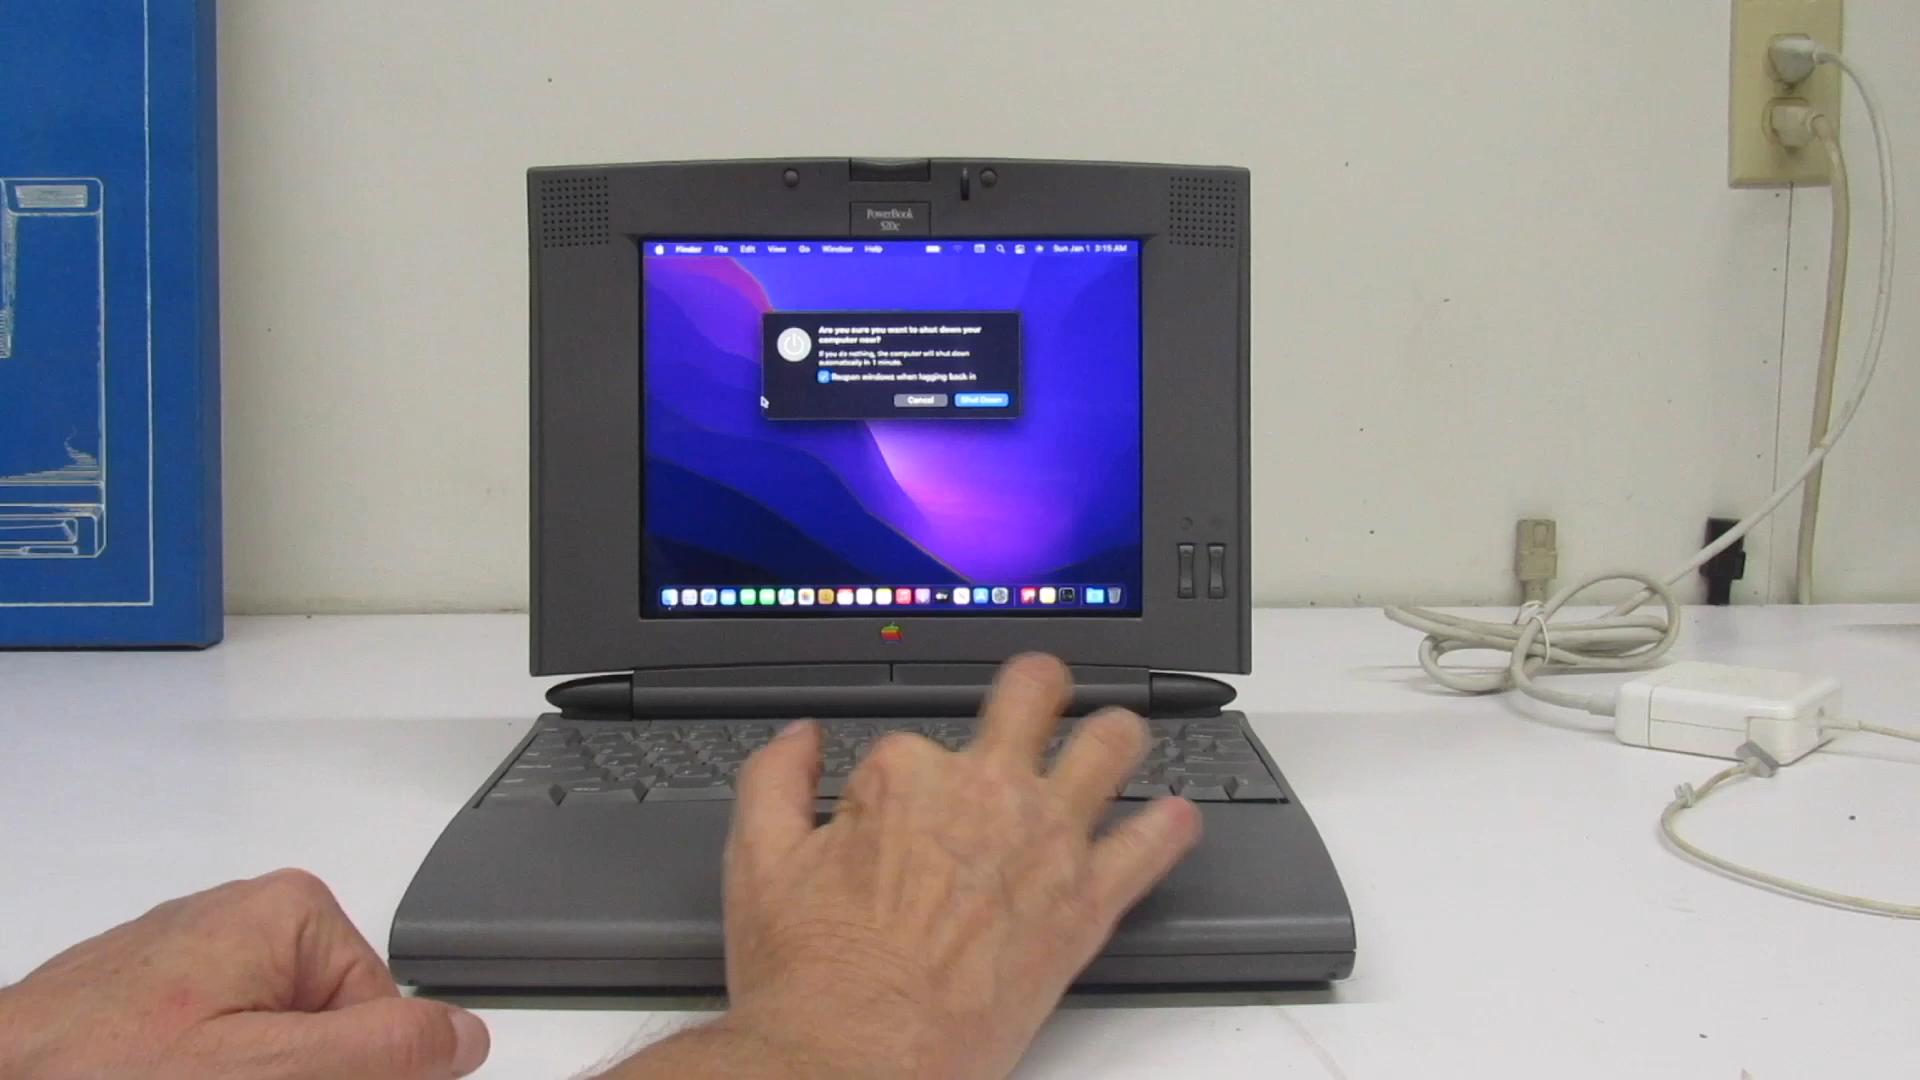 PowerBook
520c
Finder File Edit View Go Window Help Sun Jan 1 3:15 AM
Are you sure you want to shut down your
computer now?
If you do nothing, the computer will shut down
automatically in 1 minute.
Reopen windows when logging back in
Cancel Shut Down